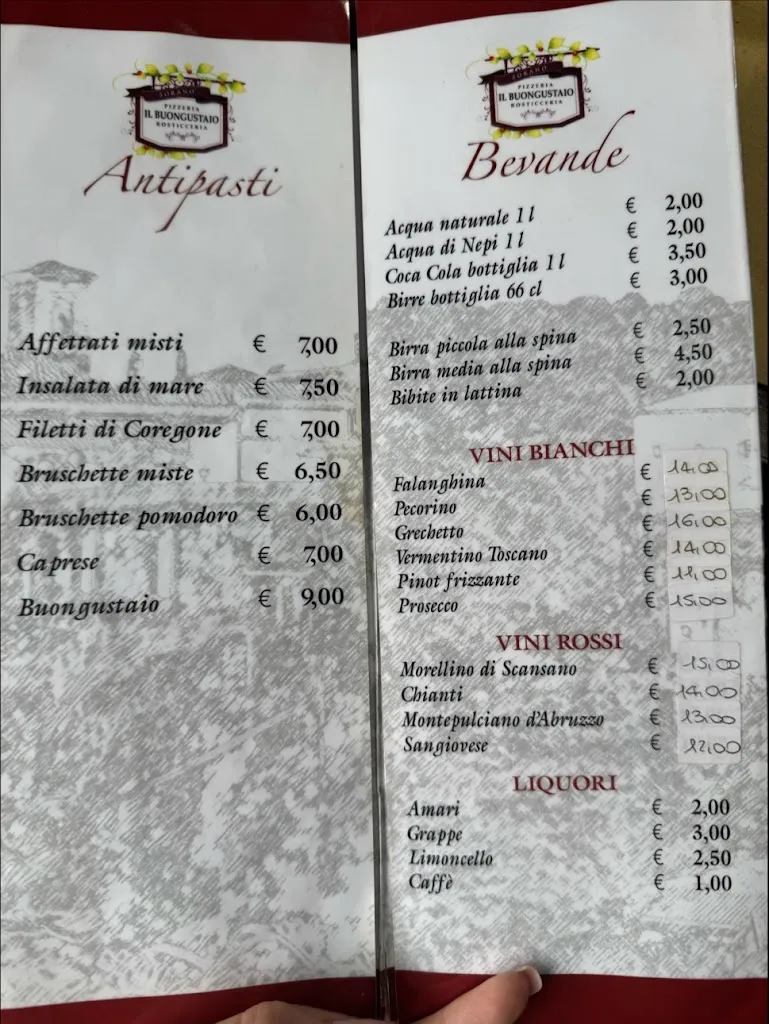 SORANO
PIZZERIA
IL BUONGUSTAIO
ROSTICCERIA
Antipasti
Affettati misti € 7,00
Insalata di mare € 7,50
Filetti di Coregone € 7,00
Bruschette miste € 6,50
Bruschette pomodoro € 6,00
Caprese € 7,00
Buongustaio € 9,00
SORANO
PIZZERIA
IL BUONGUSTAIO
ROSTICCERIA
Bevande
Acqua naturale 1 l € 2,00
Acqua di Nepi 1 l € 2,00
Coca Cola bottiglia 1 l € 3,50
Birre bottiglia 66 cl € 3,00
Birra piccola alla spina € 2,50
Birra media alla spina € 4,50
Bibite in lattina € 2,00
VINI BIANCHI
Falanghina € 14,00
Pecorino € 13,00
Grechetto € 16,00
Vermentino Toscano € 14,00
Pinot frizzante € 11,00
Prosecco € 15,00
VINI ROSSI
Morellino di Scansano € 15,00
Chianti € 14,00
Montepulciano d'Abruzzo € 13,00
Sangiovese € 12,00
LIQUORI
Amari € 2,00
Grappe € 3,00
Limoncello € 2,50
Caffè € 1,00